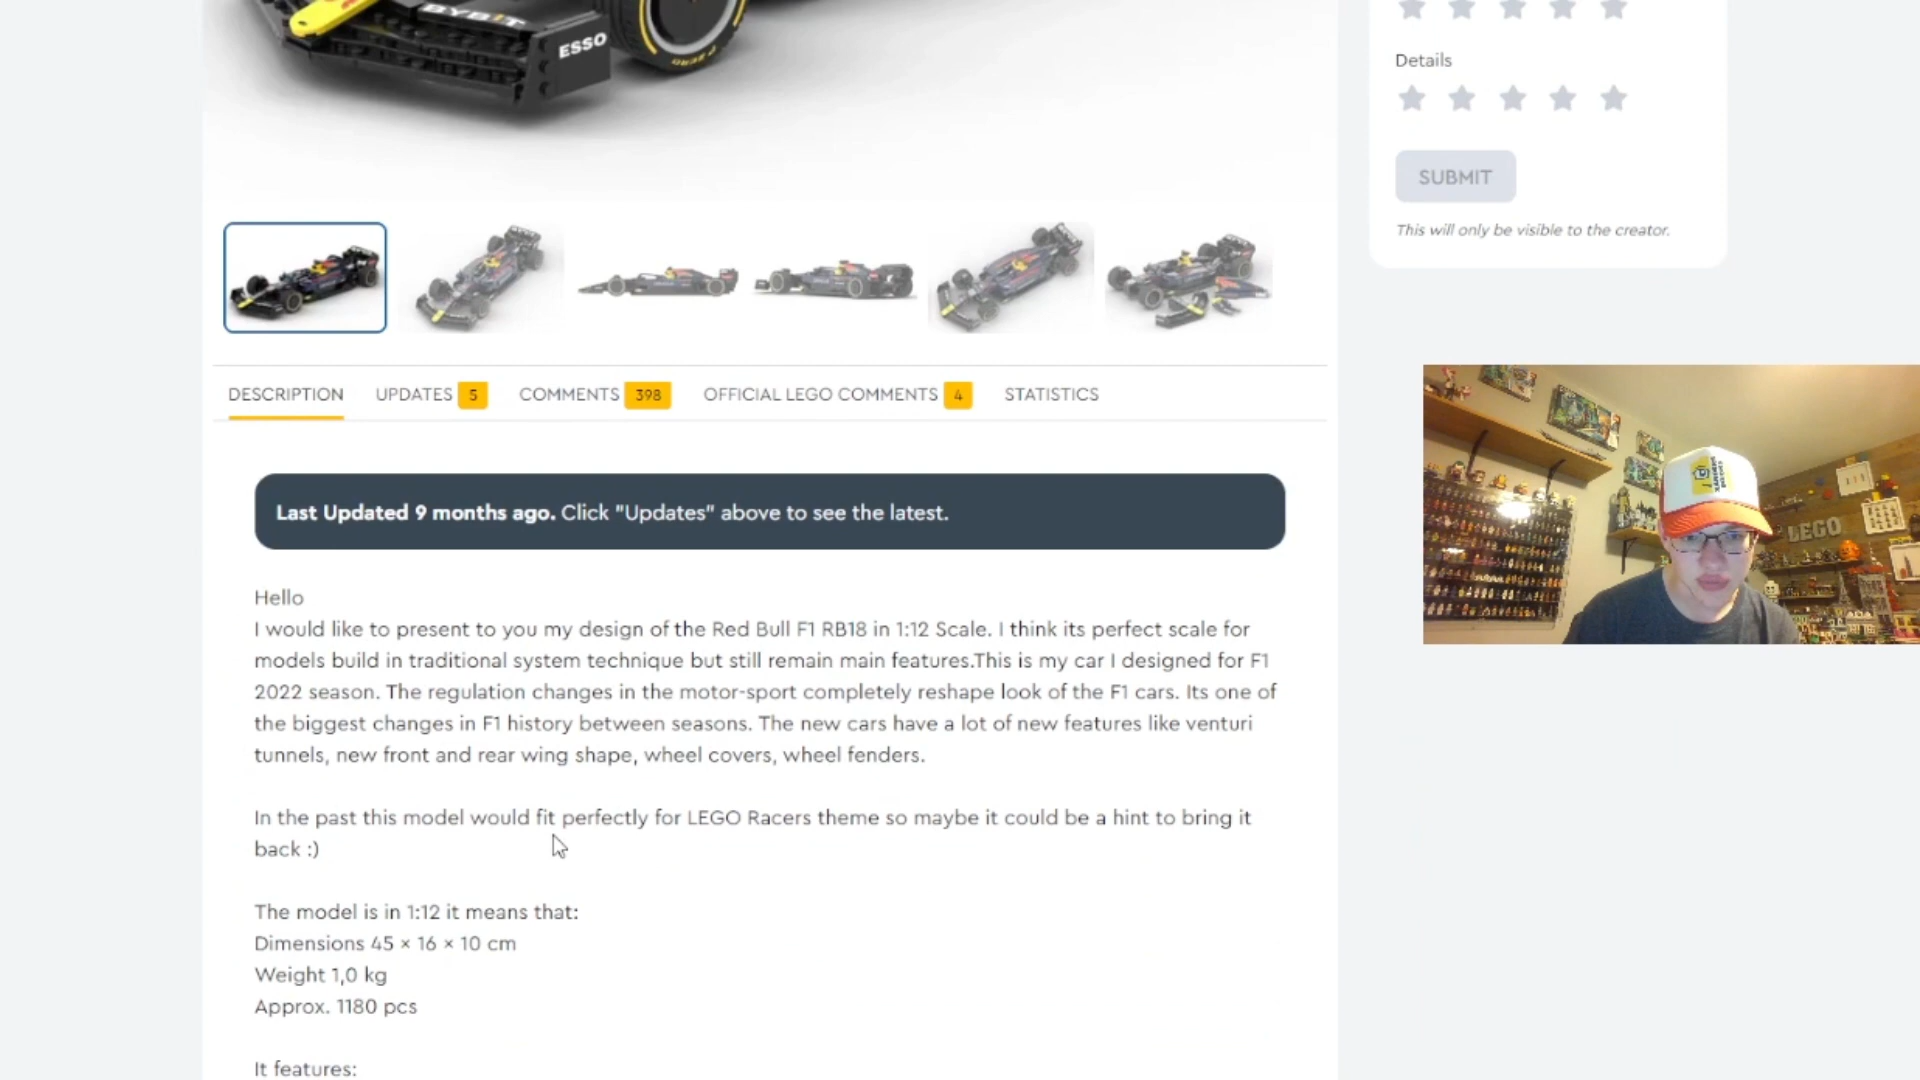 BYBIT
ESSO
P ZERO
Details
SUBMIT
This will only be visible to the creator.
DESCRIPTION
UPDATES 5
COMMENTS 398
OFFICIAL LEGO COMMENTS 4
STATISTICS
Last Updated 9 months ago. Click "Updates" above to see the latest.
LEGO
Hello
I would like to present to you my design of the Red Bull F1 RB18 in 1:12 Scale. I think its perfect scale for
models build in traditional system technique but still remain main features.This is my car I designed for F1
2022 season. The regulation changes in the motor-sport completely reshape look of the F1 cars. Its one of
the biggest changes in F1 history between seasons. The new cars have a lot of new features like venturi
tunnels, new front and rear wing shape, wheel covers, wheel fenders.
In the past this model would fit perfectly for LEGO Racers theme so maybe it could be a hint to bring it
back :)
The model is in 1:12 it means that:
Dimensions 45 × 16 × 10 cm
Weight 1,0 kg
Approx. 1180 pcs
It features: